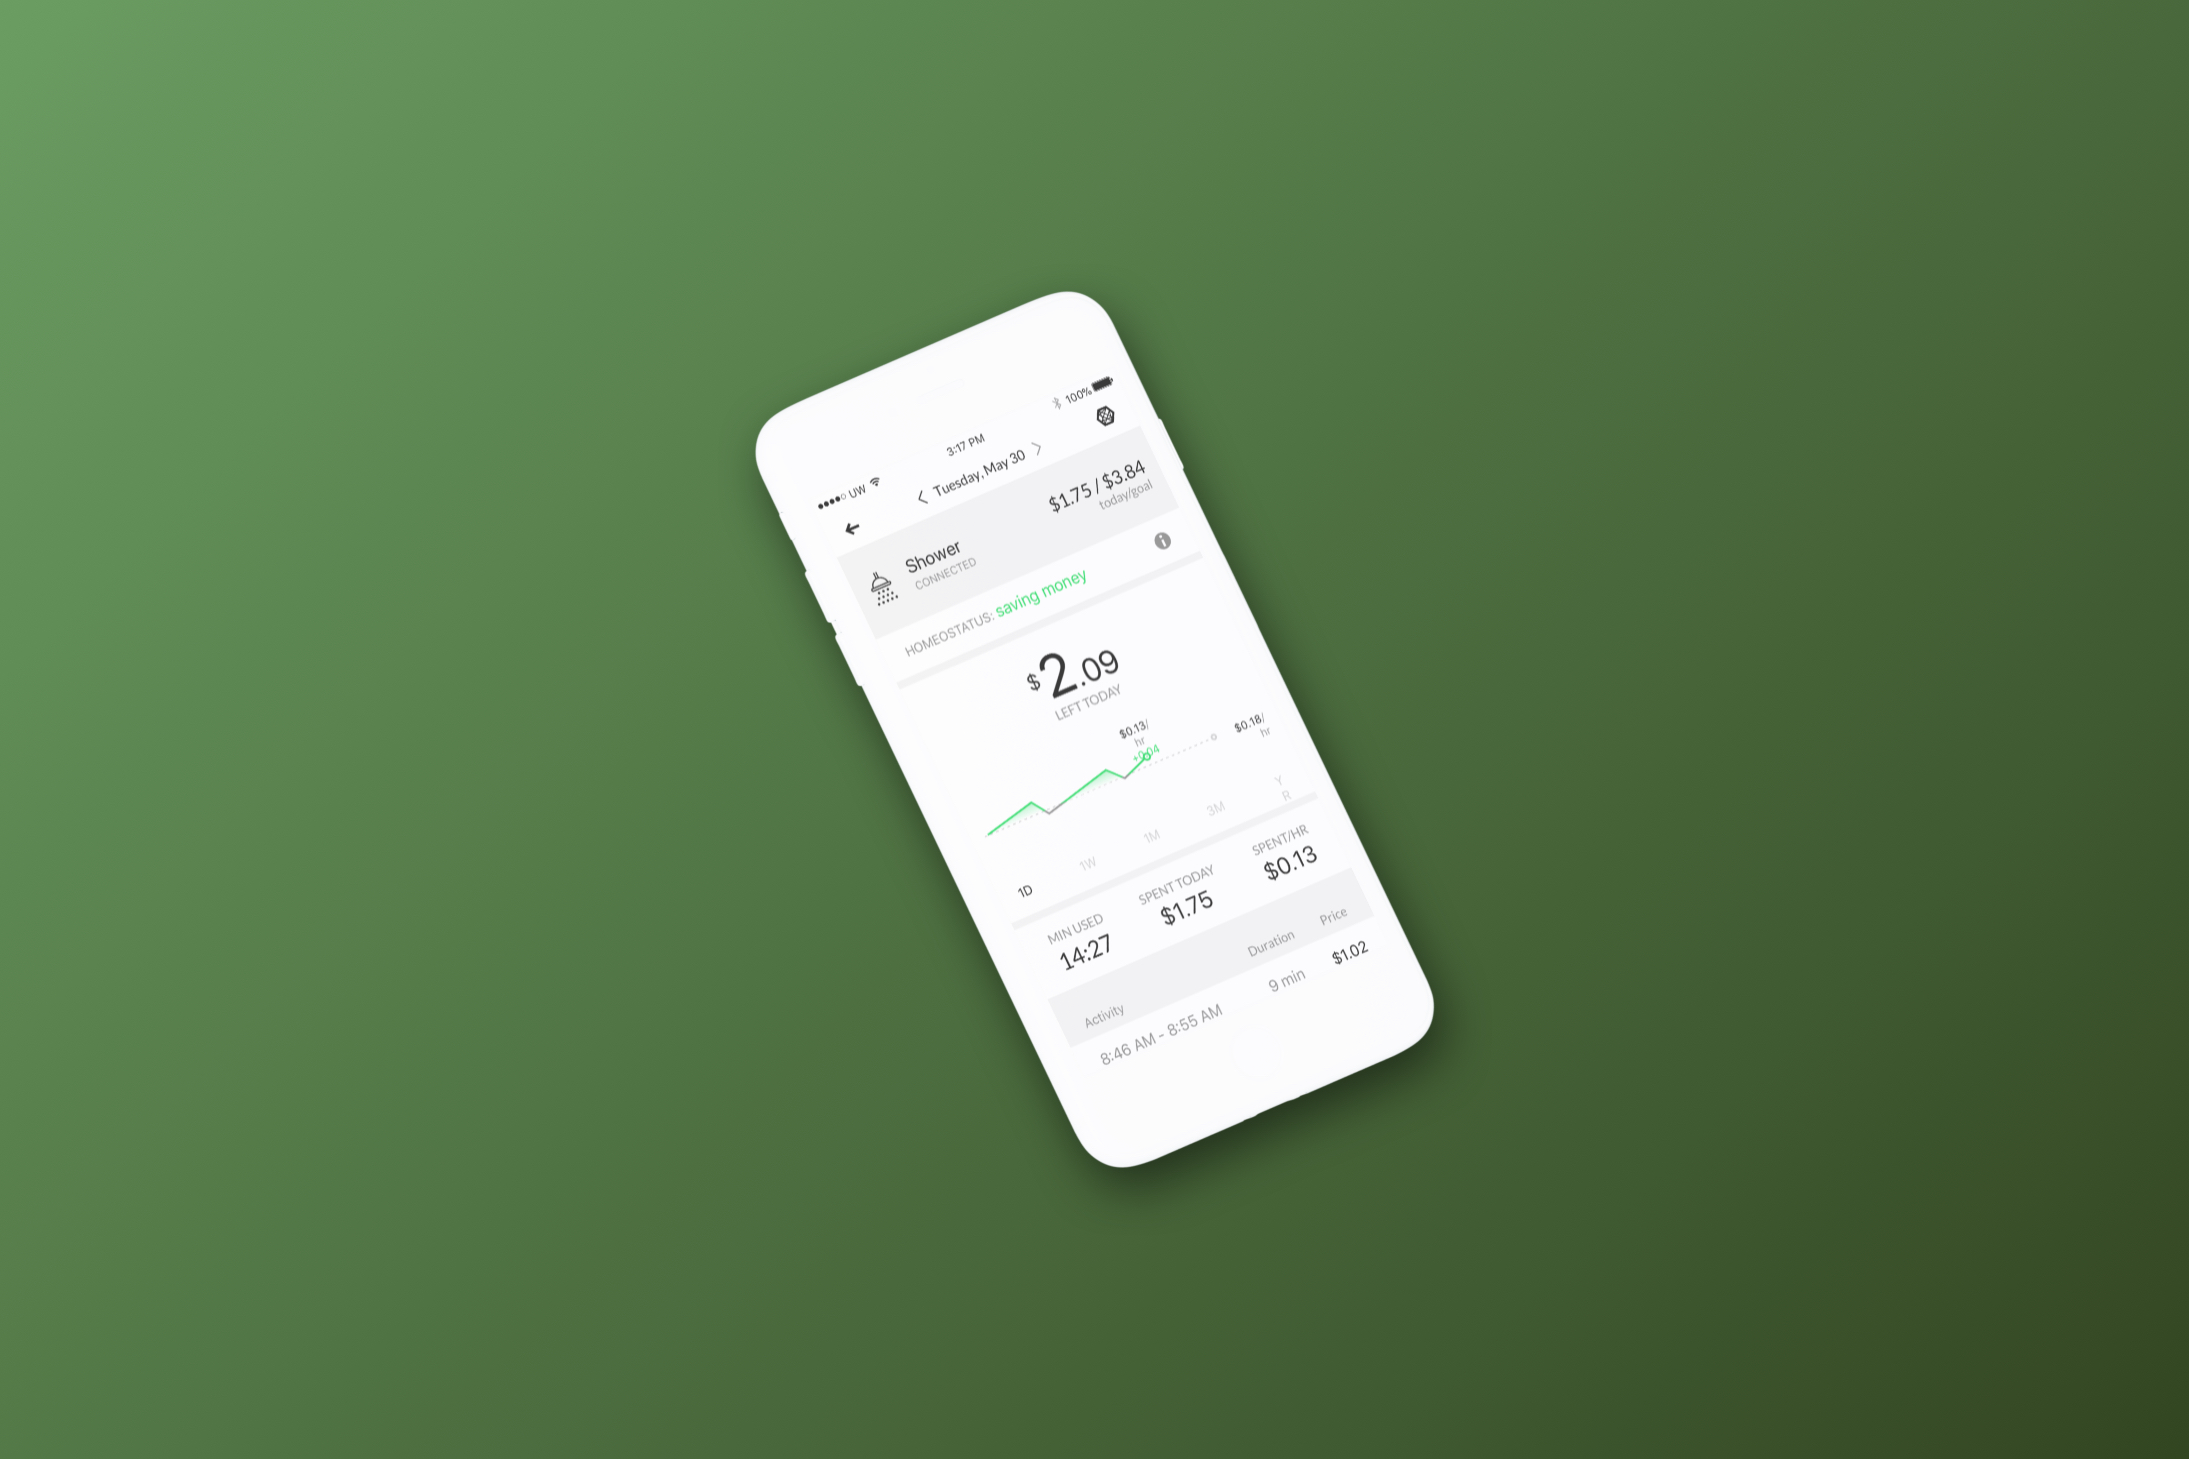 UW
3:17 PM
100%
Tuesday, May 30
Shower
CONNECTED
$1.75 / $3.84
today/goal
HOMEOSTATUS: saving money
$2.09
LEFT TODAY
$0.13/
hr
+0.04
$0.18/
hr
1D
1W
1M
3M
Y
R
MIN USED
14:27
SPENT TODAY
$1.75
SPENT/HR
$0.13
Activity
Duration
Price
8:46 AM - 8:55 AM
9 min
$1.02